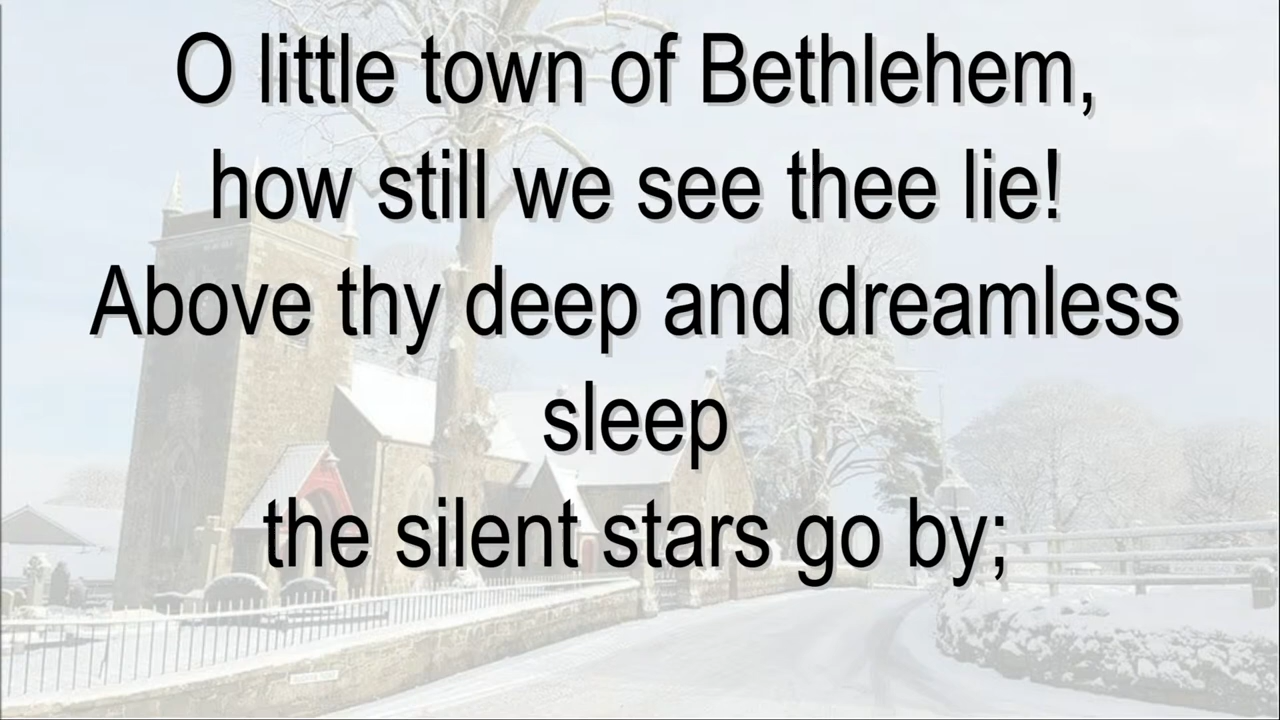 O little town of Bethlehem,
how still we see thee lie!
Above thy deep and dreamless
sleep
the silent stars go by;